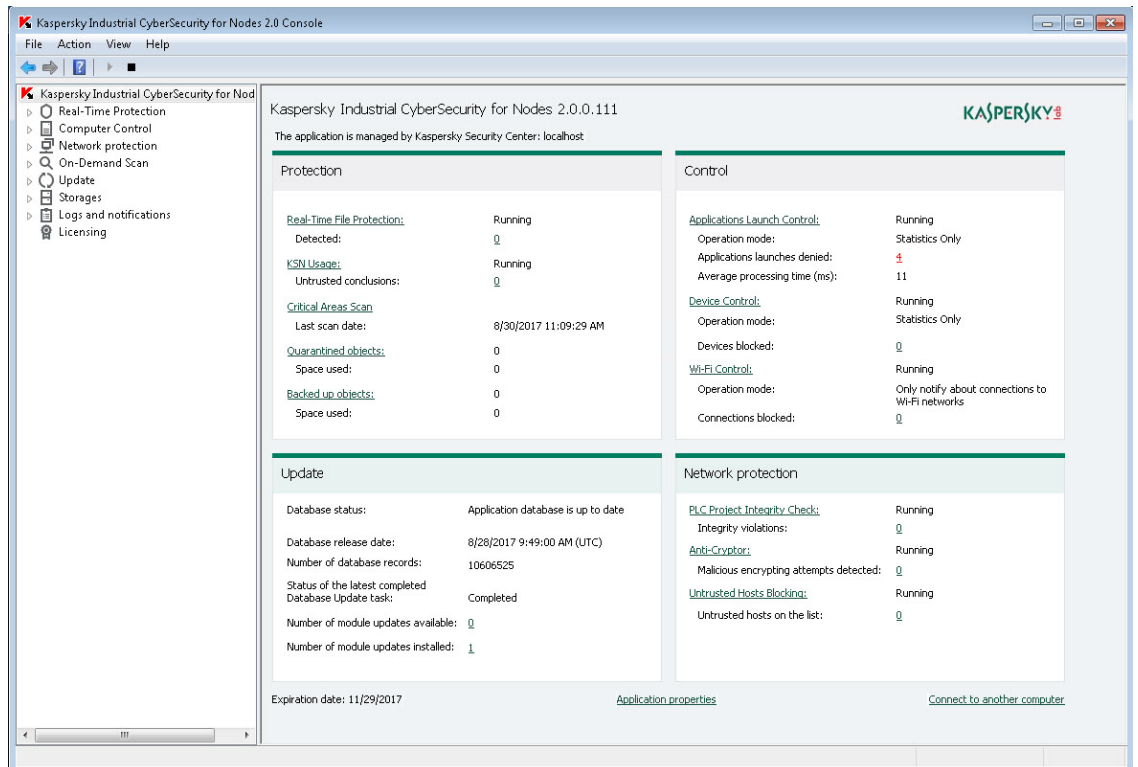 Kaspersky Industrial CyberSecurity for Nodes 2.0 Console
File Action View Help
Kaspersky Industrial CyberSecurity for Nod
Real-Time Protection
Computer Control
Network protection
On-Demand Scan
Update
Storages
Logs and notifications
Licensing
Kaspersky Industrial CyberSecurity for Nodes 2.0.0.111
KASPERSKY lab
The application is managed by Kaspersky Security Center: localhost
Protection
Real-Time File Protection: Running
Detected: 0
KSN Usage: Running
Untrusted conclusions: 0
Critical Areas Scan
Last scan date: 8/30/2017 11:09:29 AM
Quarantined objects: 0
Space used: 0
Backed up objects: 0
Space used: 0
Control
Applications Launch Control: Running
Operation mode: Statistics Only
Applications launches denied: 4
Average processing time (ms): 11
Device Control: Running
Operation mode: Statistics Only
Devices blocked: 0
Wi-Fi Control: Running
Operation mode: Only notify about connections to
Wi-Fi networks
Connections blocked: 0
Update
Database status: Application database is up to date
Database release date: 8/28/2017 9:49:00 AM (UTC)
Number of database records: 10606525
Status of the latest completed
Database Update task: Completed
Number of module updates available: 0
Number of module updates installed: 1
Network protection
PLC Project Integrity Check: Running
Integrity violations: 0
Anti-Cryptor: Running
Malicious encrypting attempts detected: 0
Untrusted Hosts Blocking: Running
Untrusted hosts on the list: 0
Expiration date: 11/29/2017
Application properties
Connect to another computer